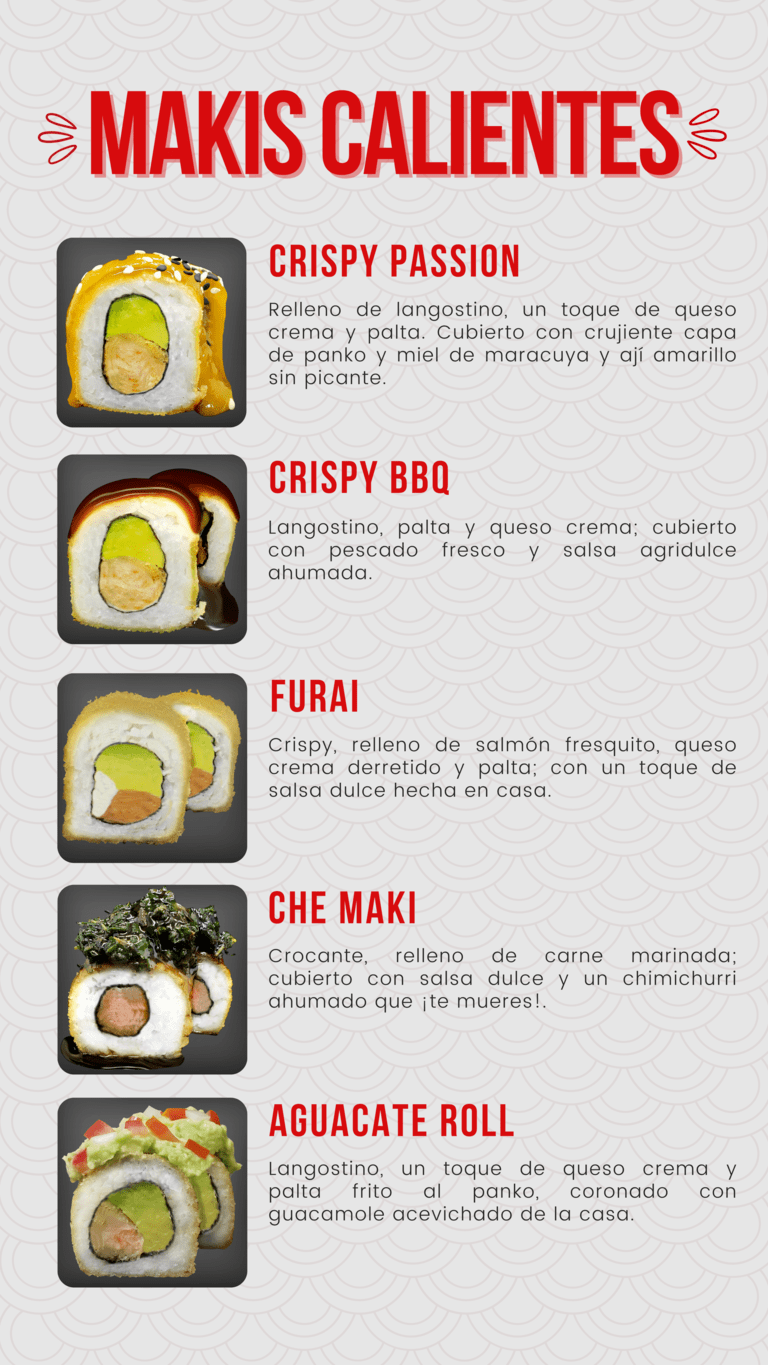 MAKIS CALIENTES
CRISPY PASSION
Relleno de langostino, un toque de queso
crema y palta. Cubierto con crujiente capa
de panko y miel de maracuya y ají amarillo
sin picante.
CRISPY BBQ
Langostino, palta y queso crema; cubierto
con pescado fresco y salsa agridulce
ahumada.
FURAI
Crispy, relleno de salmón fresquito, queso
crema derretido y palta; con un toque de
salsa dulce hecha en casa.
CHE MAKI
Crocante, relleno de carne marinada;
cubierto con salsa dulce y un chimichurri
ahumado que ¡te mueres!.
AGUACATE ROLL
Langostino, un toque de queso crema y
palta frito al panko, coronado con
guacamole acevichado de la casa.